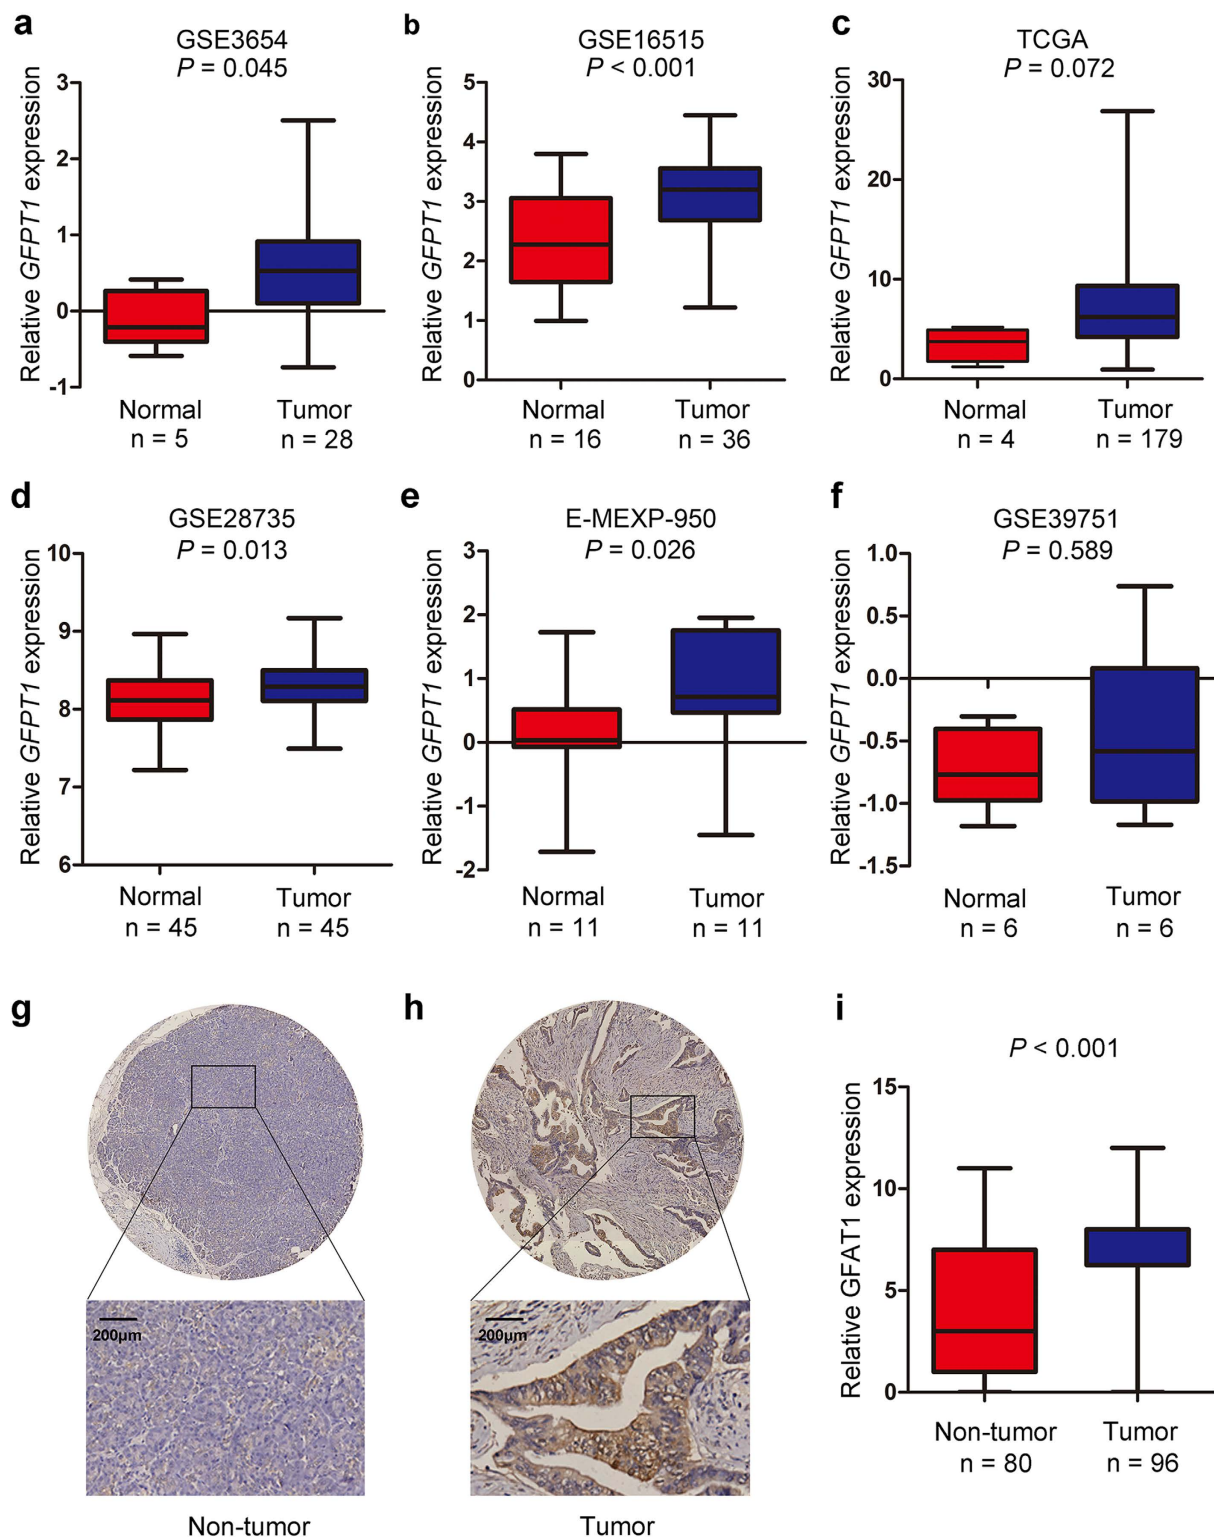 a
GSE3654
P = 0.045
Relative GFPT1 expression
3
2
1
0
-1
Normal
n = 5
Tumor
n = 28
b
GSE16515
P < 0.001
Relative GFPT1 expression
5
4
3
2
1
0
Normal
n = 16
Tumor
n = 36
c
TCGA
P = 0.072
Relative GFPT1 expression
30
20
10
0
Normal
n = 4
Tumor
n = 179
d
GSE28735
P = 0.013
Relative GFPT1 expression
10
9
8
7
6
Normal
n = 45
Tumor
n = 45
e
E-MEXP-950
P = 0.026
Relative GFPT1 expression
3
2
1
0
-1
-2
Normal
n = 11
Tumor
n = 11
f
GSE39751
P = 0.589
Relative GFPT1 expression
1.0
0.5
0.0
-0.5
-1.0
-1.5
Normal
n = 6
Tumor
n = 6
g
200μm
Non-tumor
h
200μm
Tumor
i
P < 0.001
Relative GFAT1 expression
15
10
5
0
Non-tumor
n = 80
Tumor
n = 96